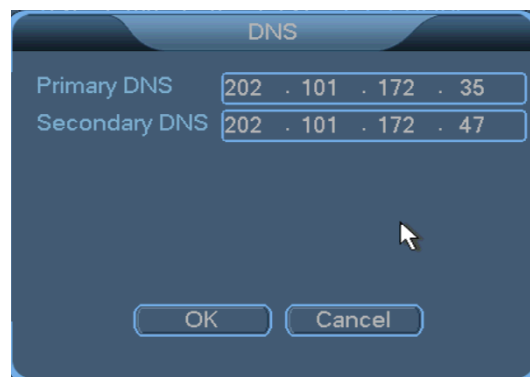 DNS
Primary DNS 202 . 101 . 172 . 35
Secondary DNS 202 . 101 . 172 . 47
OK Cancel